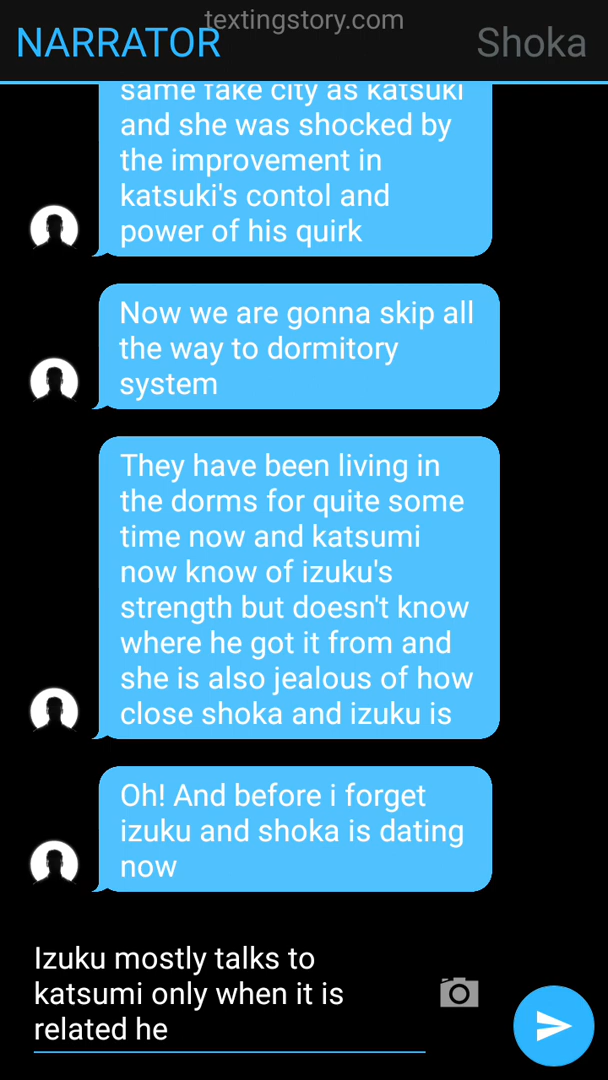 textingstory.com
NARRATOR
Shoka
same fake city as katsuki
and she was shocked by
the improvement in
katsuki's contol and
power of his quirk
Now we are gonna skip all
the way to dormitory
system
They have been living in
the dorms for quite some
time now and katsumi
now know of izuku's
strength but doesn't know
where he got it from and
she is also jealous of how
close shoka and izuku is
Oh! And before i forget
izuku and shoka is dating
now
Izuku mostly talks to
katsumi only when it is
related he